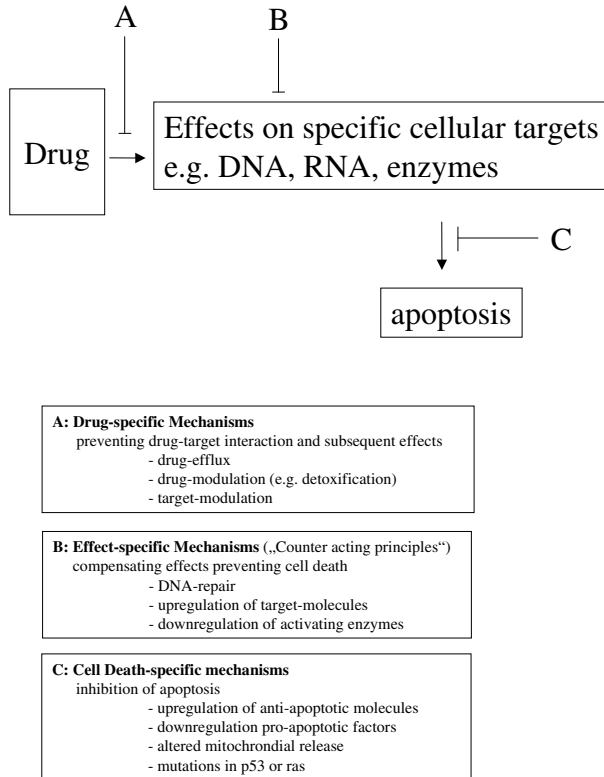 A
B
Drug
Effects on specific cellular targets
e.g. DNA, RNA, enzymes
C
apoptosis
A: Drug-specific Mechanisms
preventing drug-target interaction and subsequent effects
- drug-efflux
- drug-modulation (e.g. detoxification)
- target-modulation
B: Effect-specific Mechanisms („Counter acting principles“)
compensating effects preventing cell death
- DNA-repair
- upregulation of target-molecules
- downregulation of activating enzymes
C: Cell Death-specific mechanisms
inhibition of apoptosis
- upregulation of anti-apoptotic molecules
- downregulation pro-apoptotic factors
- altered mitochrondial release
- mutations in p53 or ras